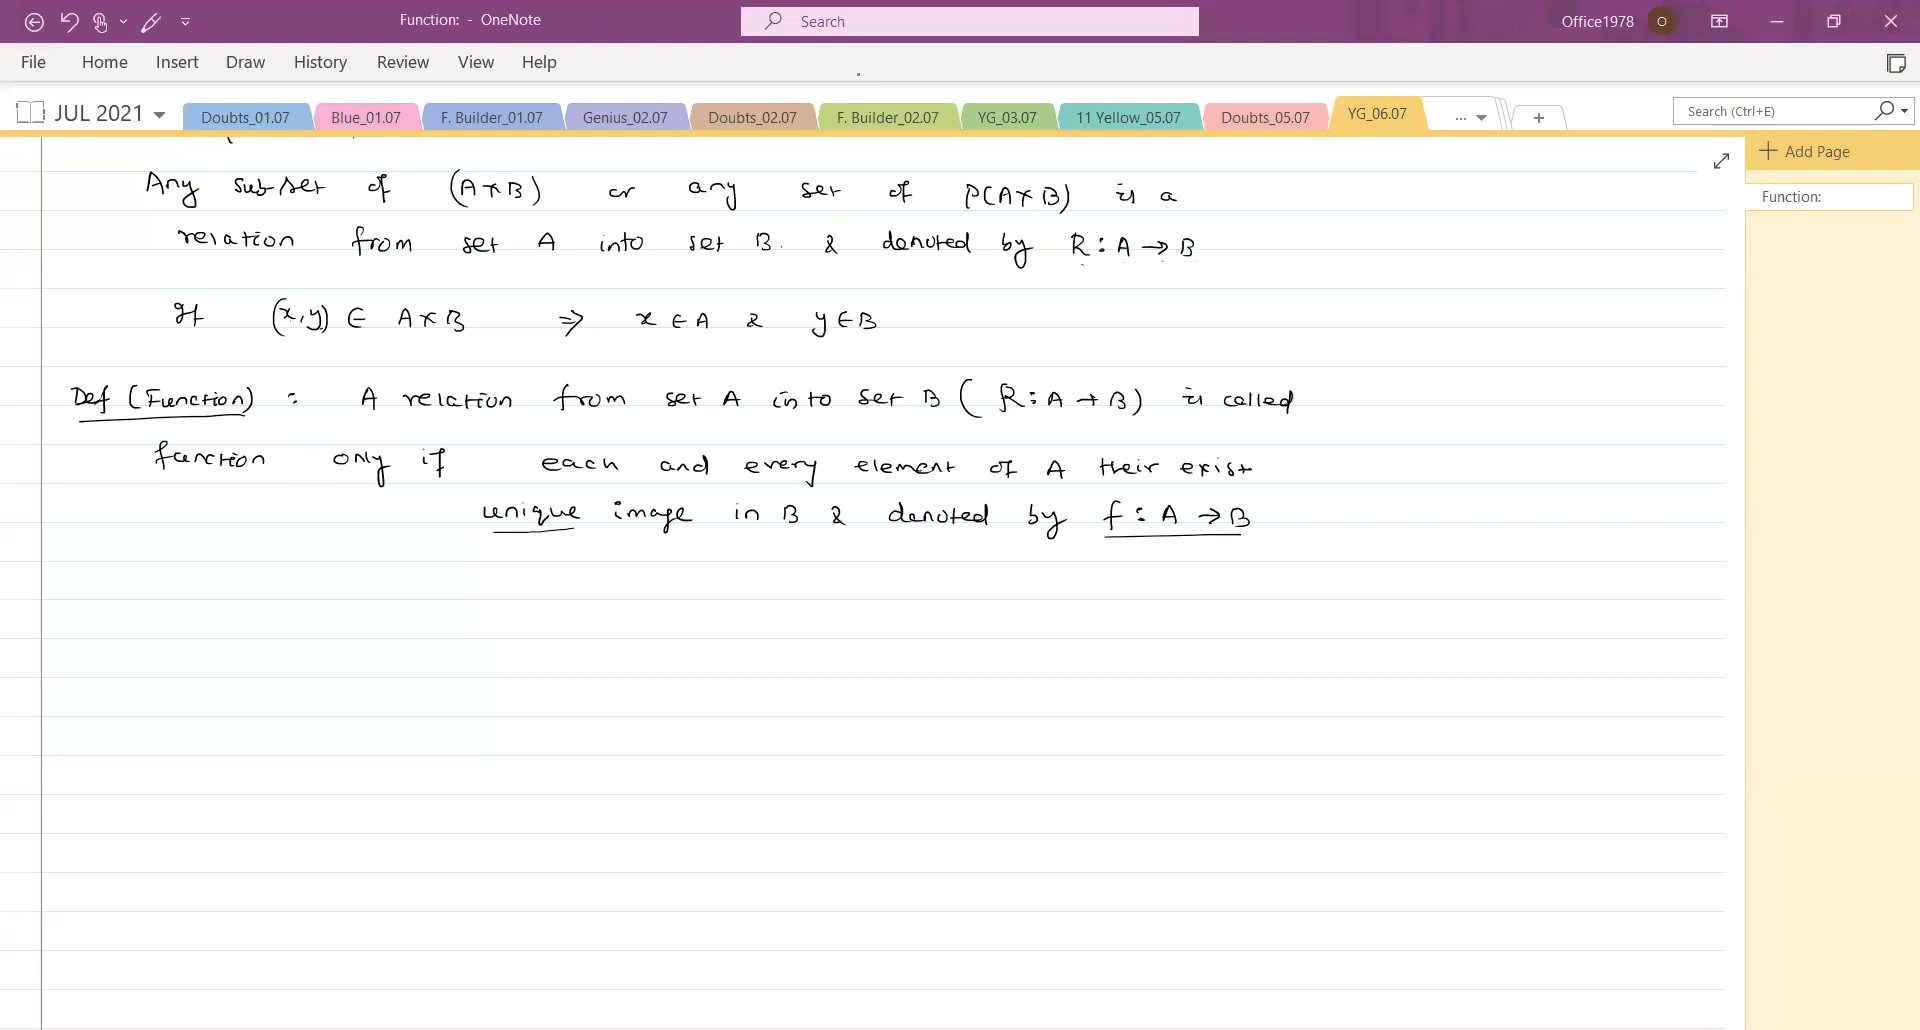 Function: - OneNote
Search
Office1978
O
File Home Insert Draw History Review View Help
JUL 2021
Doubts_01.07 Blue_01.07 F. Builder_01.07 Genius_02.07 Doubts_02.07 F. Builder_02.07 YG_03.07 11 Yellow_05.07 Doubts_05.07 YG_06.07 ... +
Search (Ctrl+E)
Add Page
Function:
Any subset of (A×B) or any set of P(A×B) is a
relation from set A into set B. & denoted by R : A → B
If (x,y) ∈ A×B ⇒ x ∈ A & y ∈ B
Def (Function) : A relation from set A into set B (R : A → B) is called
function only if each and every element of A their exist
unique image in B & denoted by f : A → B